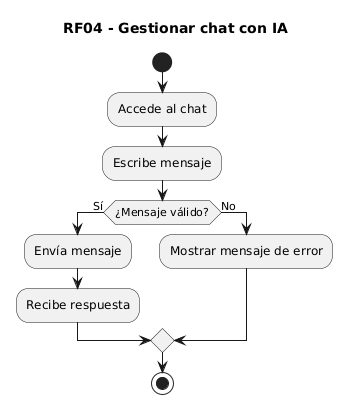 RF04 - Gestionar chat con IA
Accede al chat
Escribe mensaje
¿Mensaje válido?
Sí
No
Envía mensaje
Mostrar mensaje de error
Recibe respuesta